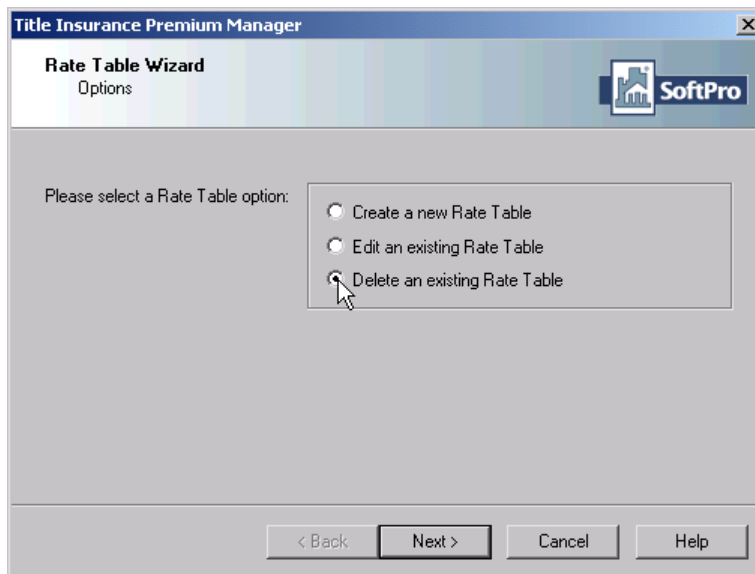 Title Insurance Premium Manager
Rate Table Wizard
Options
SoftPro
Please select a Rate Table option:
Create a new Rate Table
Edit an existing Rate Table
Delete an existing Rate Table
< Back
Next >
Cancel
Help